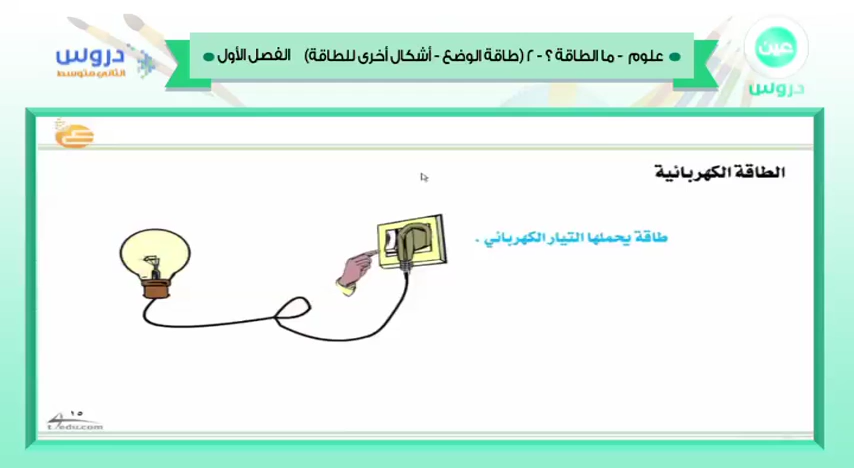 عين
دروس
علوم - ما الطاقة ؟ - ٢ (طاقة الوضع - أشكال أخرى للطاقة) الفصل الأول
دروس
الثاني متوسط
الطاقة الكهربائية
طاقة يحملها التيار الكهربائي .
١٥
t4edu.com